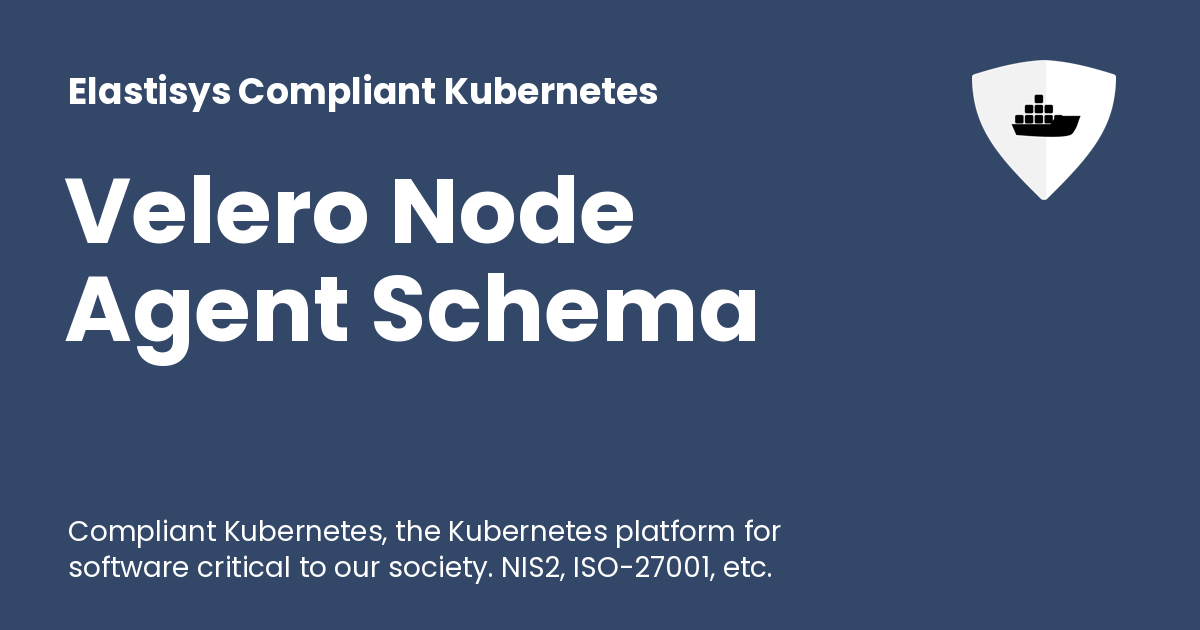 Elastisys Compliant Kubernetes
Velero Node
Agent Schema
Compliant Kubernetes, the Kubernetes platform for
software critical to our society. NIS2, ISO-27001, etc.